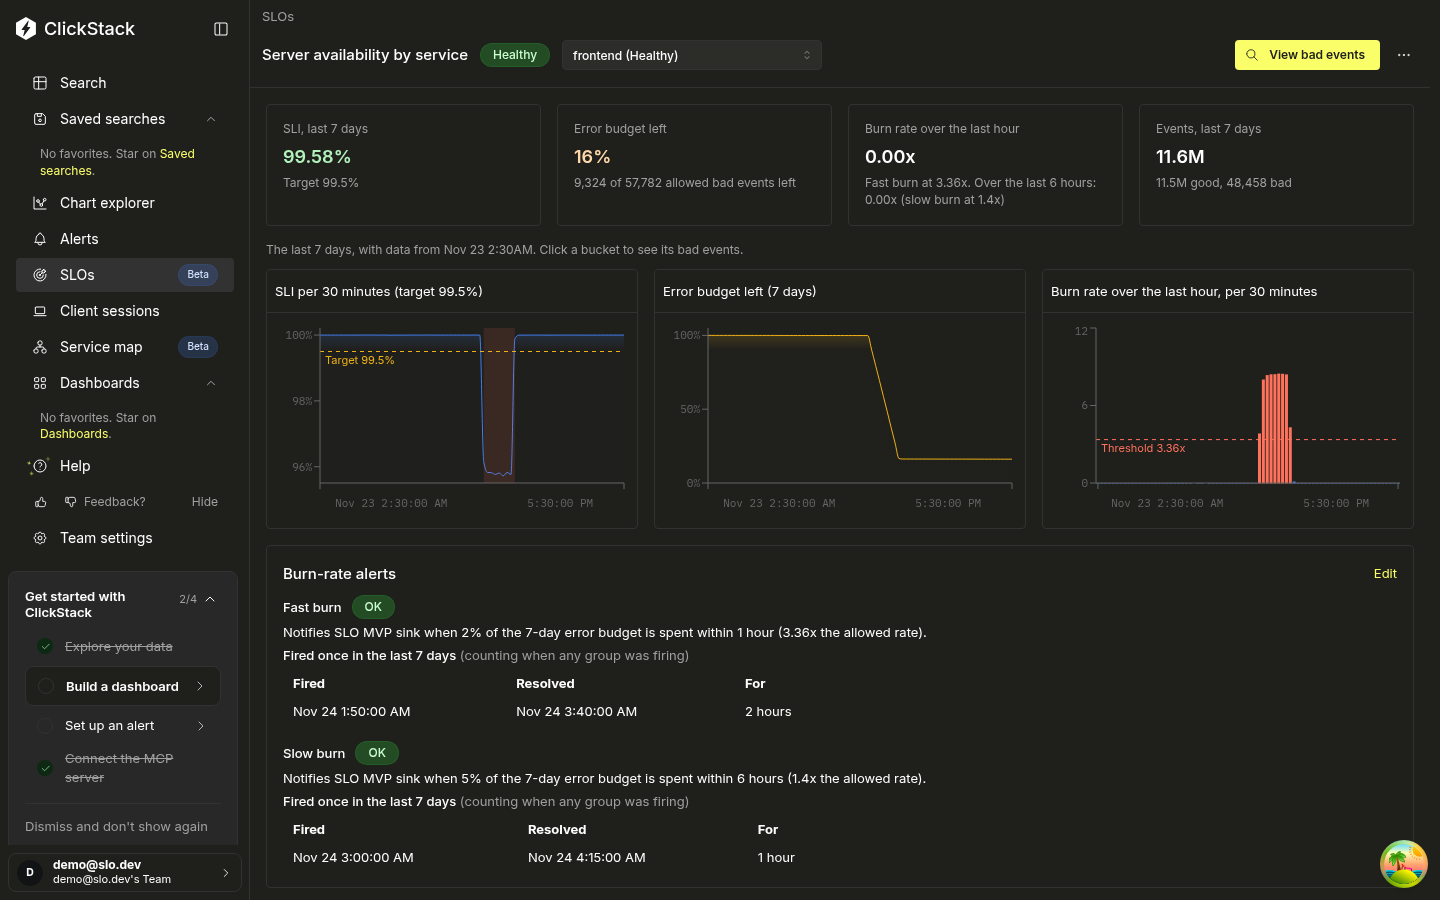 ClickStack
Search
Saved searches
No favorites. Star on Saved
searches.
Chart explorer
Alerts
SLOs Beta
Client sessions
Service map Beta
Dashboards
No favorites. Star on
Dashboards.
Help
Feedback? Hide
Team settings
Get started with
ClickStack
2/4
Explore your data
Build a dashboard
Set up an alert
Connect the MCP
server
Dismiss and don't show again
D
demo@slo.dev
demo@slo.dev's Team
SLOs
Server availability by service Healthy frontend (Healthy) View bad events
SLI, last 7 days
99.58%
Target 99.5%
Error budget left
16%
9,324 of 57,782 allowed bad events left
Burn rate over the last hour
0.00x
Fast burn at 3.36x. Over the last 6 hours:
0.00x (slow burn at 1.4x)
Events, last 7 days
11.6M
11.5M good, 48,458 bad
The last 7 days, with data from Nov 23 2:30AM. Click a bucket to see its bad events.
SLI per 30 minutes (target 99.5%)
100%
Target 99.5%
98%
96%
Nov 23 2:30:00 AM 5:30:00 PM
Error budget left (7 days)
100%
50%
0%
Nov 23 2:30:00 AM 5:30:00 PM
Burn rate over the last hour, per 30 minutes
12
6
Threshold 3.36x
0
Nov 23 2:30:00 AM 5:30:00 PM
Burn-rate alerts Edit
Fast burn OK
Notifies SLO MVP sink when 2% of the 7-day error budget is spent within 1 hour (3.36x the allowed rate).
Fired once in the last 7 days (counting when any group was firing)
Fired Resolved For
Nov 24 1:50:00 AM Nov 24 3:40:00 AM 2 hours
Slow burn OK
Notifies SLO MVP sink when 5% of the 7-day error budget is spent within 6 hours (1.4x the allowed rate).
Fired once in the last 7 days (counting when any group was firing)
Fired Resolved For
Nov 24 3:00:00 AM Nov 24 4:15:00 AM 1 hour